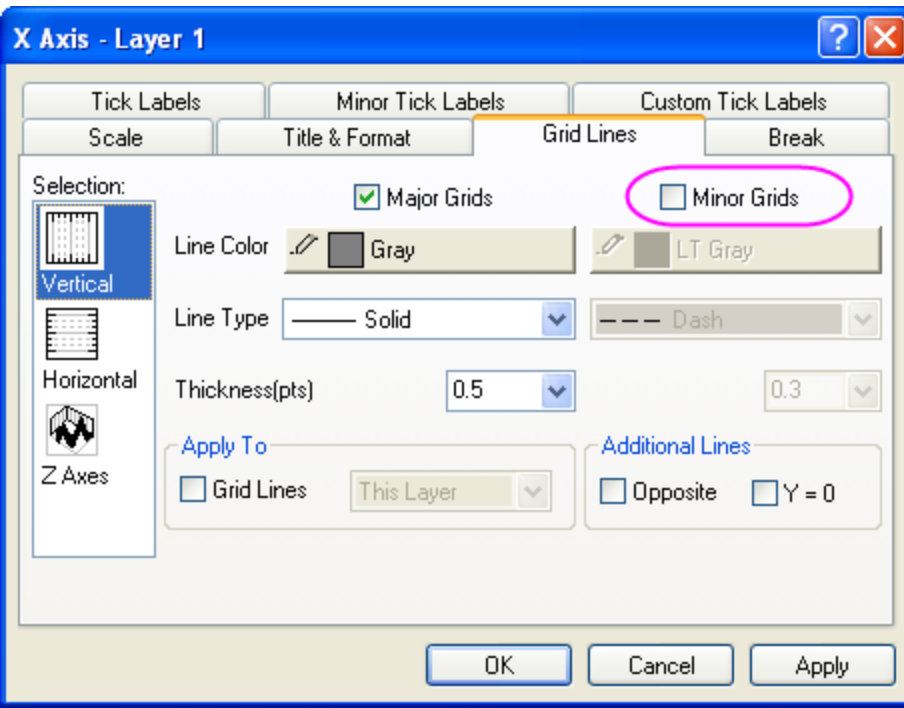 X Axis - Layer 1
?
Tick Labels
Minor Tick Labels
Custom Tick Labels
Scale
Title & Format
Grid Lines
Break
Selection:
Vertical
Horizontal
Z Axes
Major Grids
Minor Grids
Line Color
Gray
LT Gray
Line Type
Solid
Dash
Thickness(pts)
0.5
0.3
Apply To
Grid Lines
This Layer
Additional Lines
Opposite
Y = 0
OK
Cancel
Apply